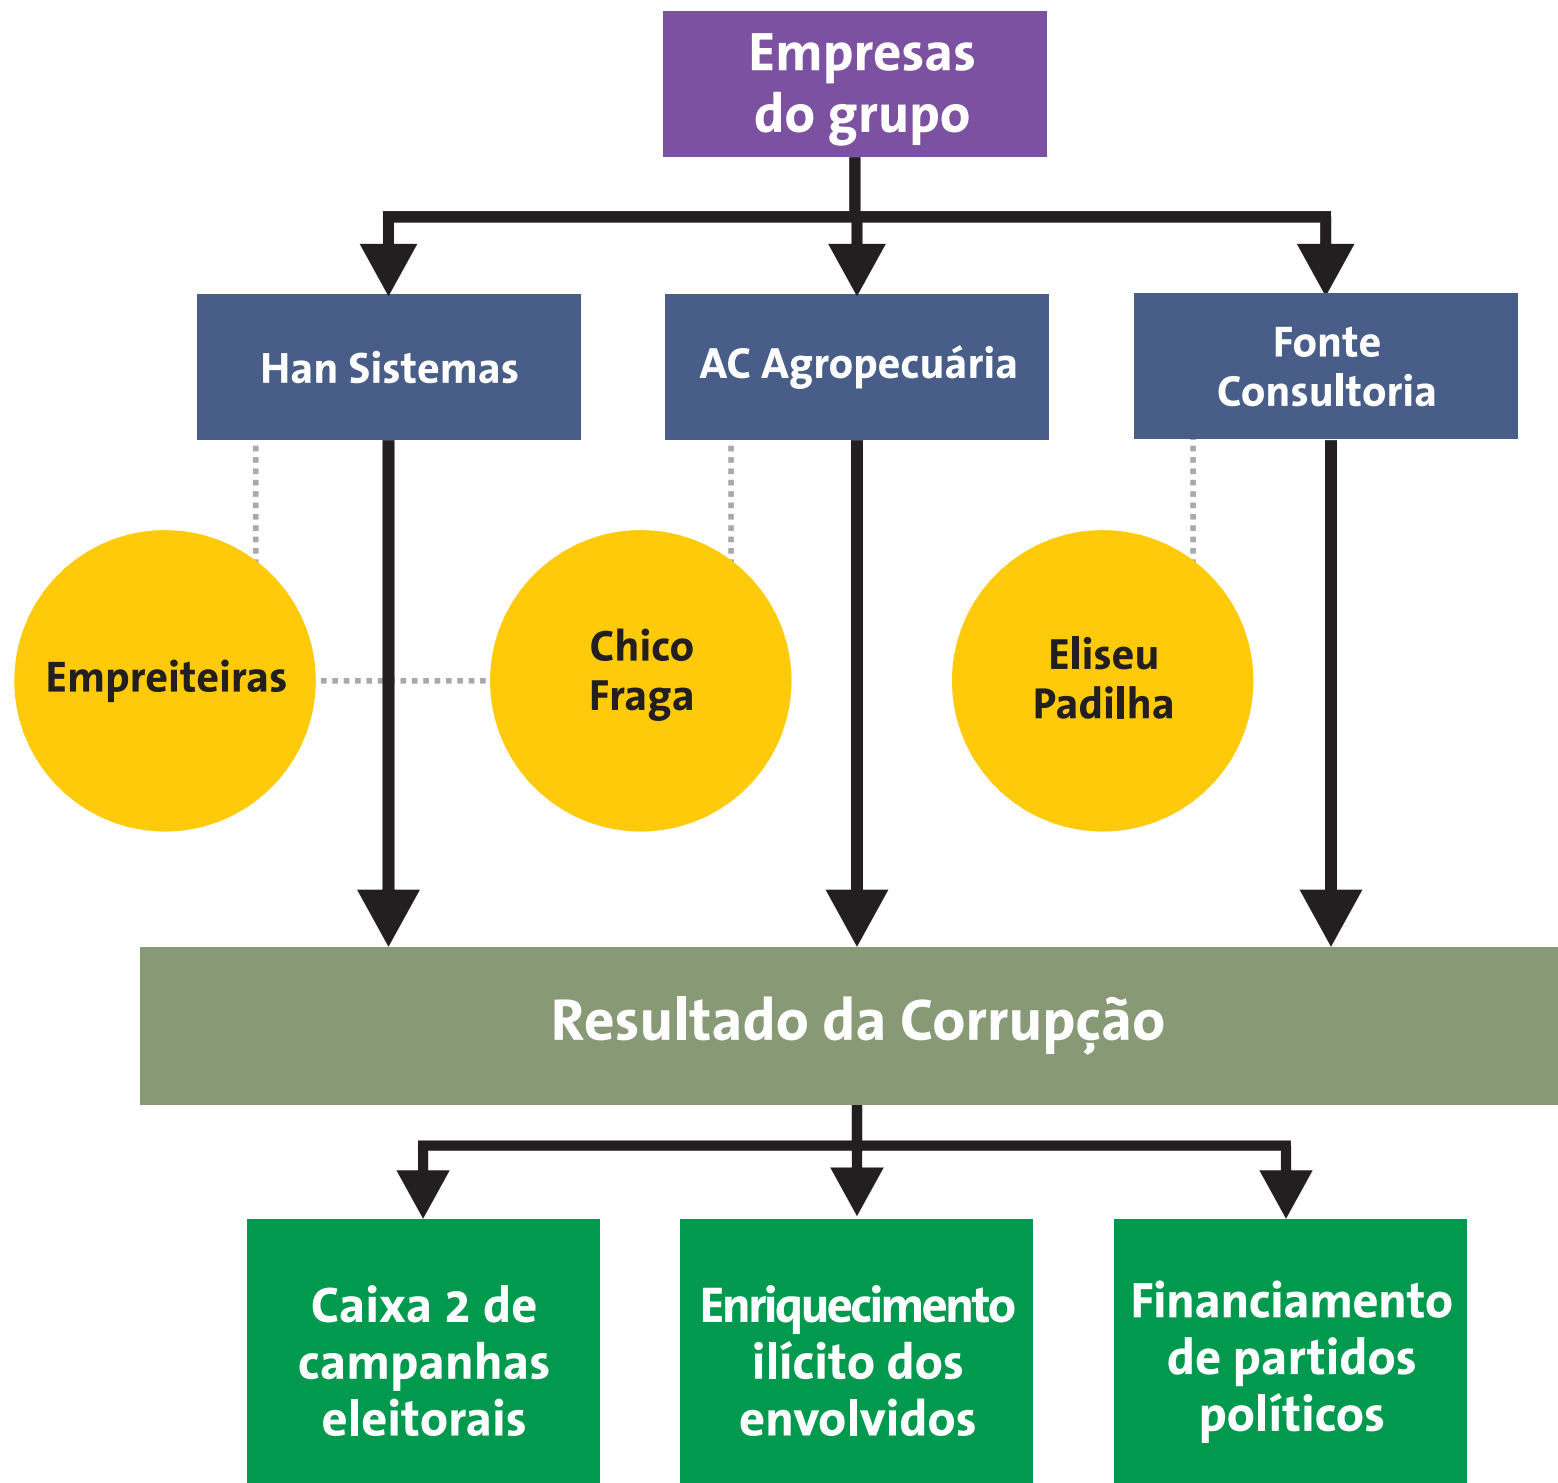 Empresas
do grupo
Han Sistemas
AC Agropecuária
Fonte
Consultoria
Empreiteiras
Chico
Fraga
Eliseu
Padilha
Resultado da Corrupção
Caixa 2 de
campanhas
eleitorais
Enriquecimento
ilícito dos
envolvidos
Financiamento
de partidos
políticos